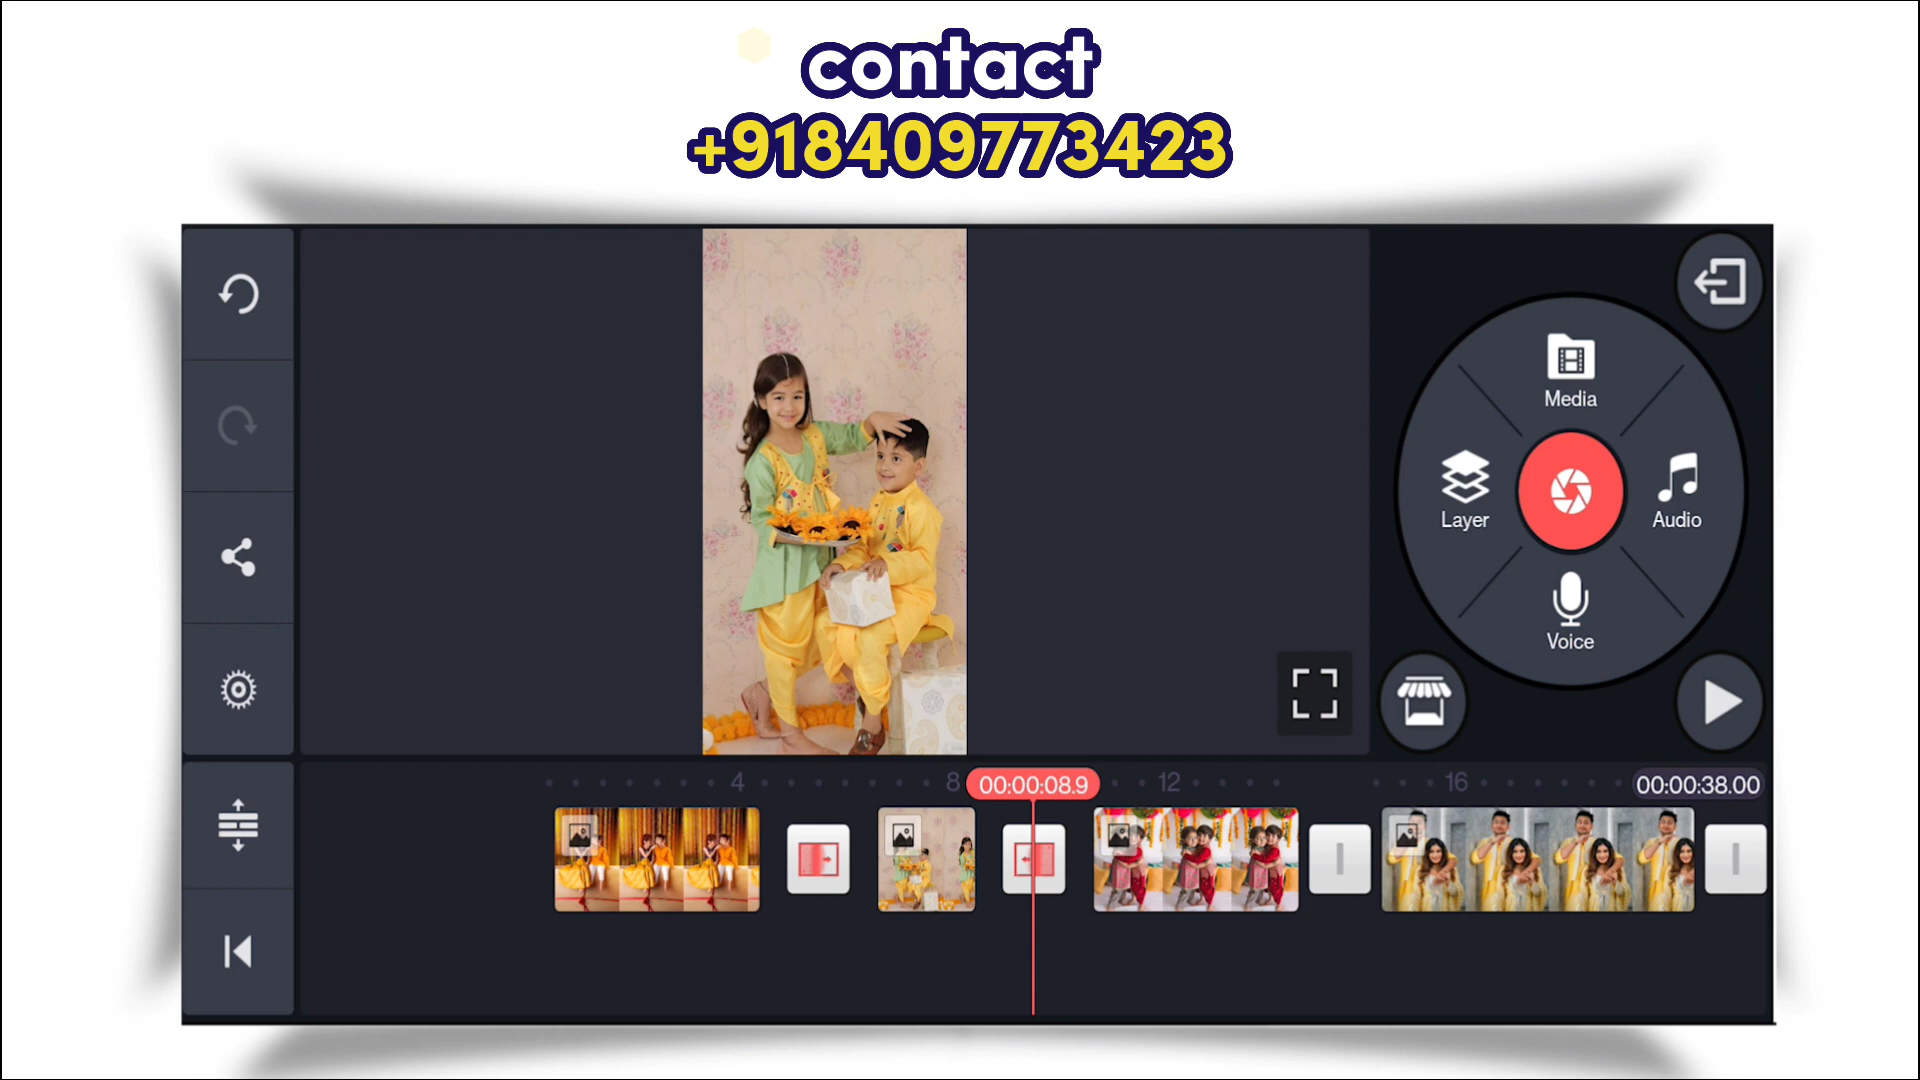 contact
+918409773423
Media
Layer
Audio
Voice
4
8
00:00:08.9
12
16
00:00:38.00